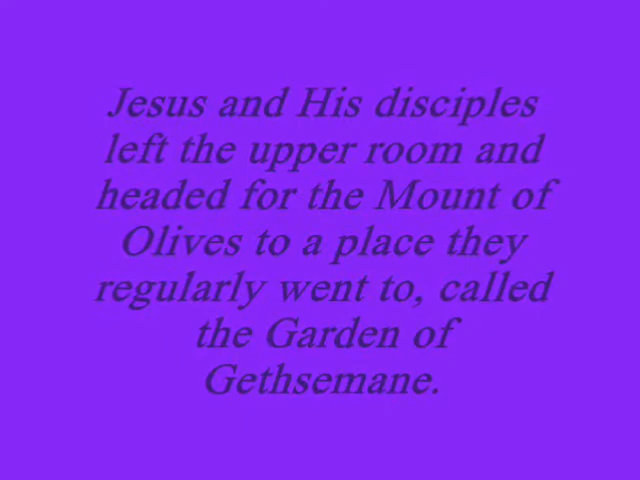 Jesus and His disciples
left the upper room and
headed for the Mount of
Olives to a place they
regularly went to, called
the Garden of
Gethsemane.